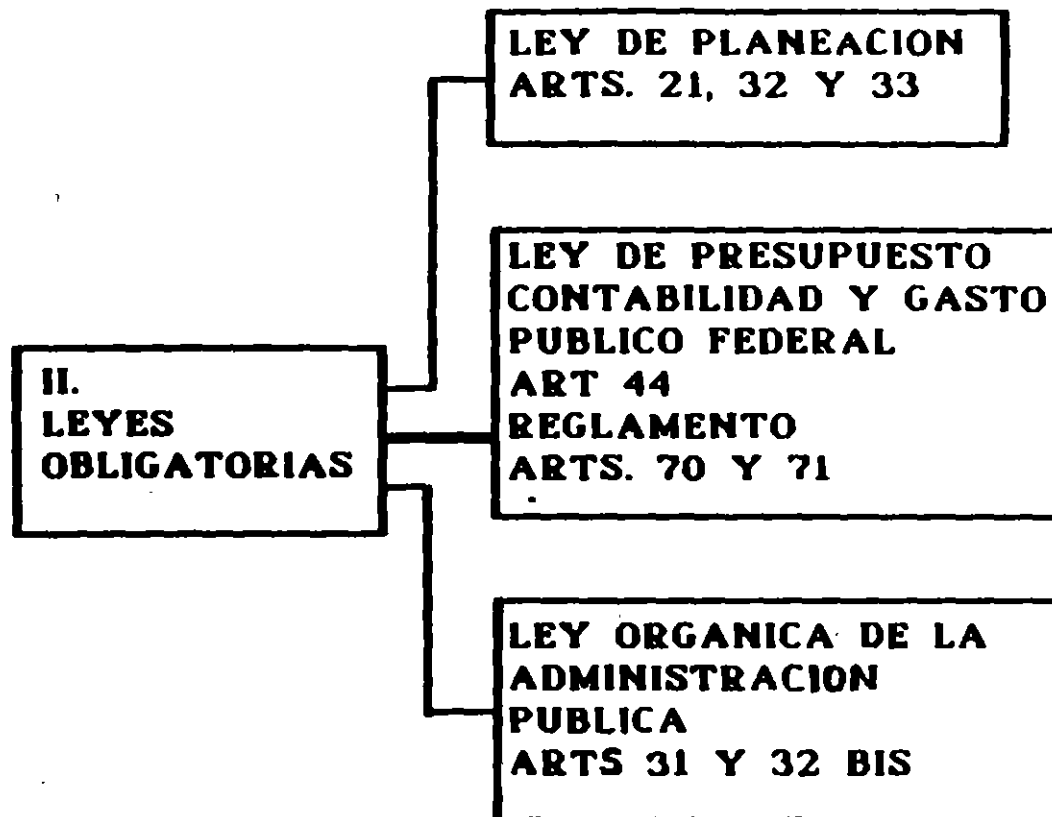 LEY DE PLANEACION
ARTS. 21, 32 Y 33
LEY DE PRESUPUESTO
CONTABILIDAD Y GASTO
PUBLICO FEDERAL
ART 44
REGLAMENTO
ARTS. 70 Y 71
II.
LEYES
OBLIGATORIAS
LEY ORGANICA DE LA
ADMINISTRACION
PUBLICA
ARTS 31 Y 32 BIS